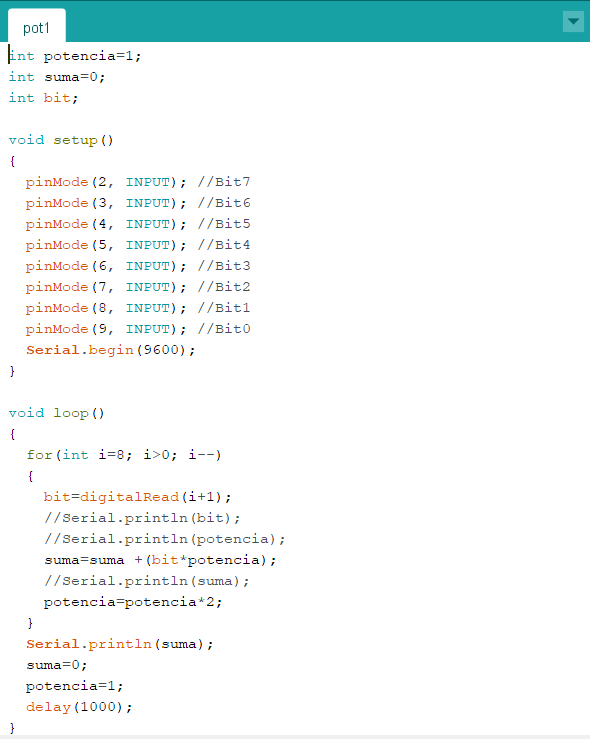 pot1
int potencia=1;
int suma=0;
int bit;
void setup()
{
  pinMode(2, INPUT); //Bit7
  pinMode(3, INPUT); //Bit6
  pinMode(4, INPUT); //Bit5
  pinMode(5, INPUT); //Bit4
  pinMode(6, INPUT); //Bit3
  pinMode(7, INPUT); //Bit2
  pinMode(8, INPUT); //Bit1
  pinMode(9, INPUT); //Bit0
  Serial.begin(9600);
}
void loop()
{
  for(int i=8; i>0; i--)
  {
    bit=digitalRead(i+1);
    //Serial.println(bit);
    //Serial.println(potencia);
    suma=suma +(bit*potencia);
    //Serial.println(suma);
    potencia=potencia*2;
  }
  Serial.println(suma);
  suma=0;
  potencia=1;
  delay(1000);
}